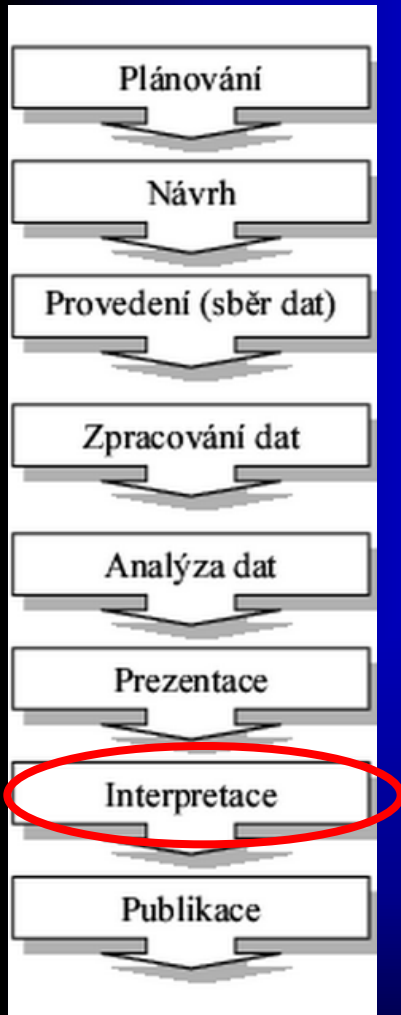 Plánování
Návrh
Provedení (sběr dat)
Zpracování dat
Analýza dat
Prezentace
Interpretace
Publikace